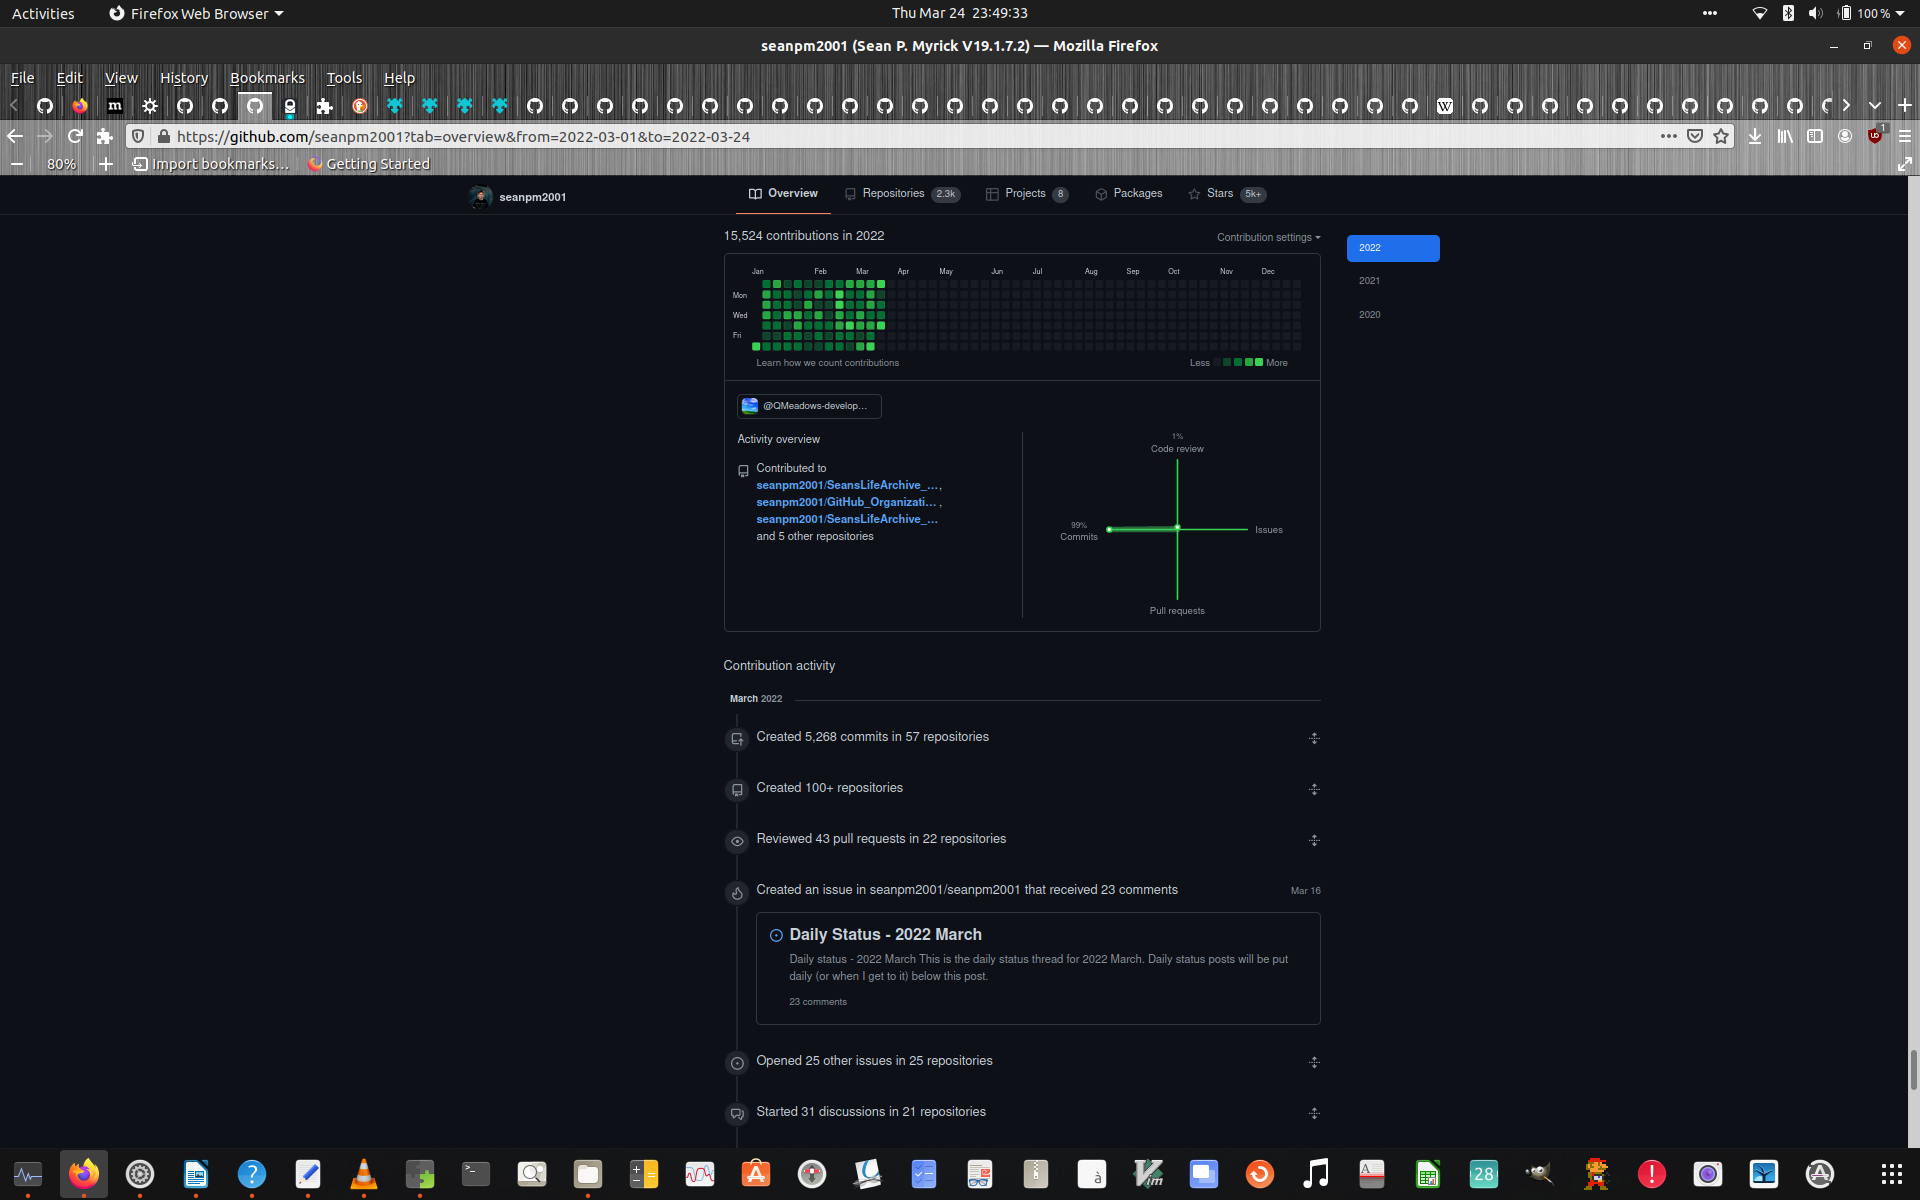 Activities
Firefox Web Browser
Thu Mar 24 23:49:33
100 %
seanpm2001 (Sean P. Myrick V19.1.7.2) — Mozilla Firefox
File Edit View History Bookmarks Tools Help
https://github.com/seanpm2001?tab=overview&from=2022-03-01&to=2022-03-24
1
80%
Import bookmarks…
Getting Started
seanpm2001
Overview
Repositories 2.3k
Projects 8
Packages
Stars 5k+
15,524 contributions in 2022
Contribution settings
2022
2021
2020
Jan Feb Mar Apr May Jun Jul Aug Sep Oct Nov Dec
Mon
Wed
Fri
Learn how we count contributions
Less More
@QMeadows-develop…
Activity overview
Contributed to
seanpm2001/SeansLifeArchive_…,
seanpm2001/GitHub_Organizati… ,
seanpm2001/SeansLifeArchive_…
and 5 other repositories
1%
Code review
99%
Commits
Issues
Pull requests
Contribution activity
March 2022
Created 5,268 commits in 57 repositories
Created 100+ repositories
Reviewed 43 pull requests in 22 repositories
Created an issue in seanpm2001/seanpm2001 that received 23 comments
Mar 16
Daily Status - 2022 March
Daily status - 2022 March This is the daily status thread for 2022 March. Daily status posts will be put
daily (or when I get to it) below this post.
23 comments
Opened 25 other issues in 25 repositories
Started 31 discussions in 21 repositories
28